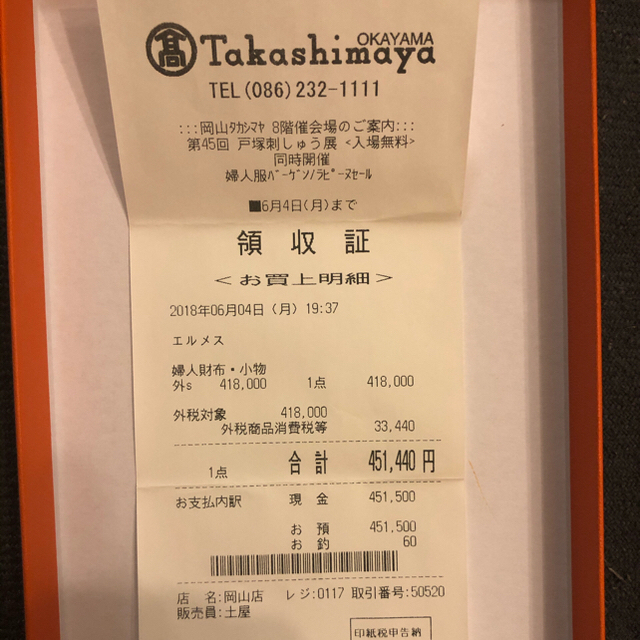 髙 Takashimaya OKAYAMA
TEL(086)232-1111
:::岡山タカシマヤ 8階催会場のご案内:::
第45回 戸塚刺しゅう展 <入場無料>
同時開催
婦人服バーゲン/ラピーヌセール
■6月4日(月)まで
領収証
<お買上明細>
2018年06月04日(月) 19:37
エルメス
婦人財布・小物
外s 418,000 1点 418,000
外税対象 418,000
外税商品消費税等 33,440
1点 合計 451,440円
お支払内訳 現金 451,500
お預 451,500
お釣 60
店 名:岡山店 レジ:0117 取引番号:50520
販売員:土屋
印紙税申告納